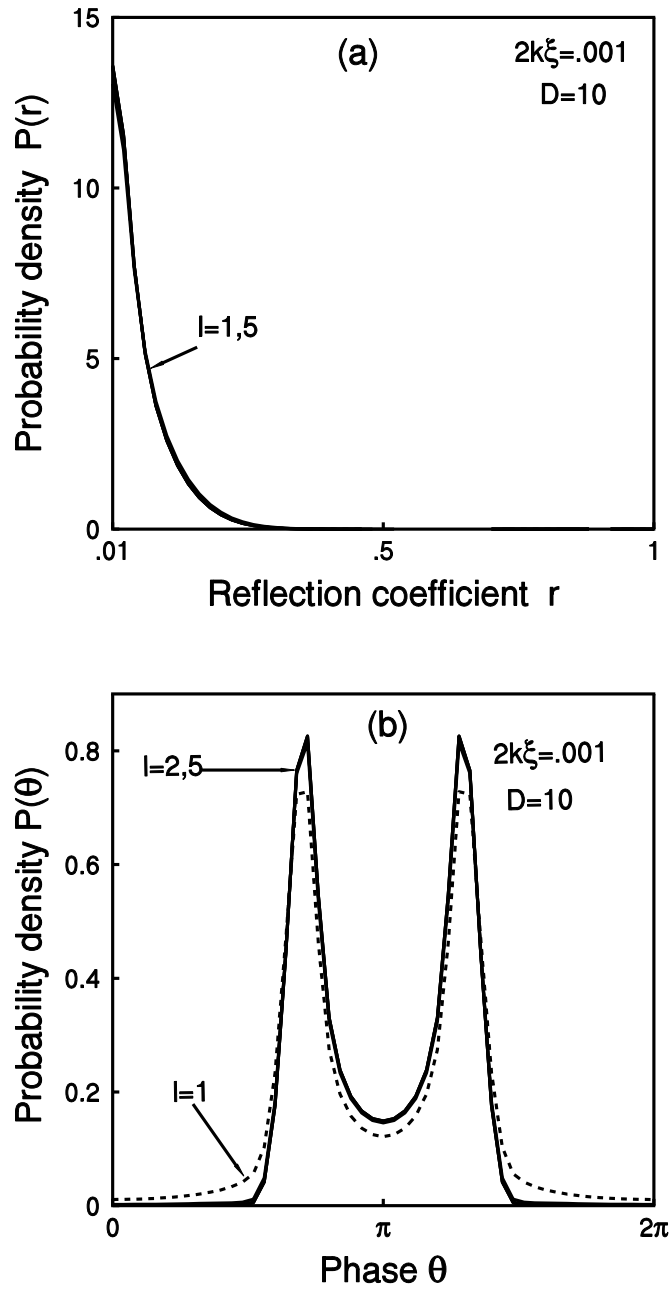 15
(a)
2kξ=.001
D=10
10
Probability density P(r)
l=1,5
5
0
.01
.5
1
Reflection coefficient r
(b)
0.8
2kξ=.001
l=2,5
D=10
0.6
Probability density P(θ)
0.4
0.2
l=1
0
0
π
2π
Phase θ